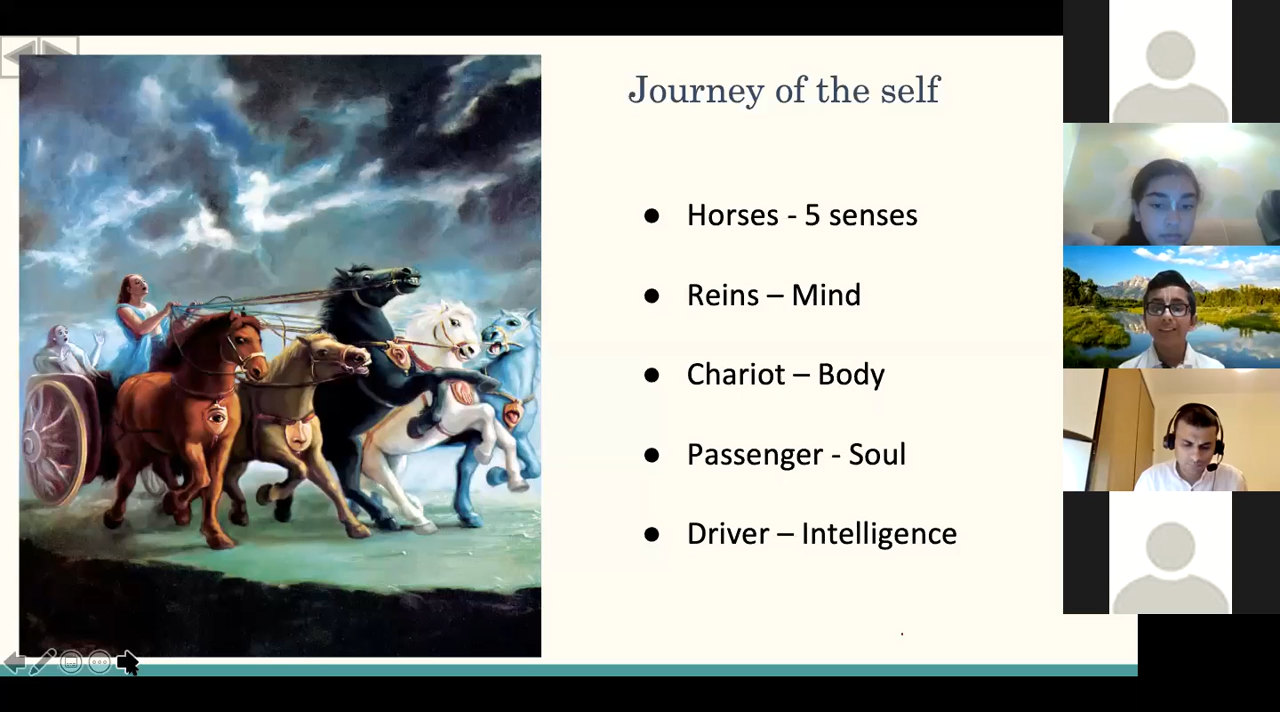 Journey of the self
● Horses - 5 senses
● Reins – Mind
● Chariot – Body
● Passenger - Soul
● Driver – Intelligence